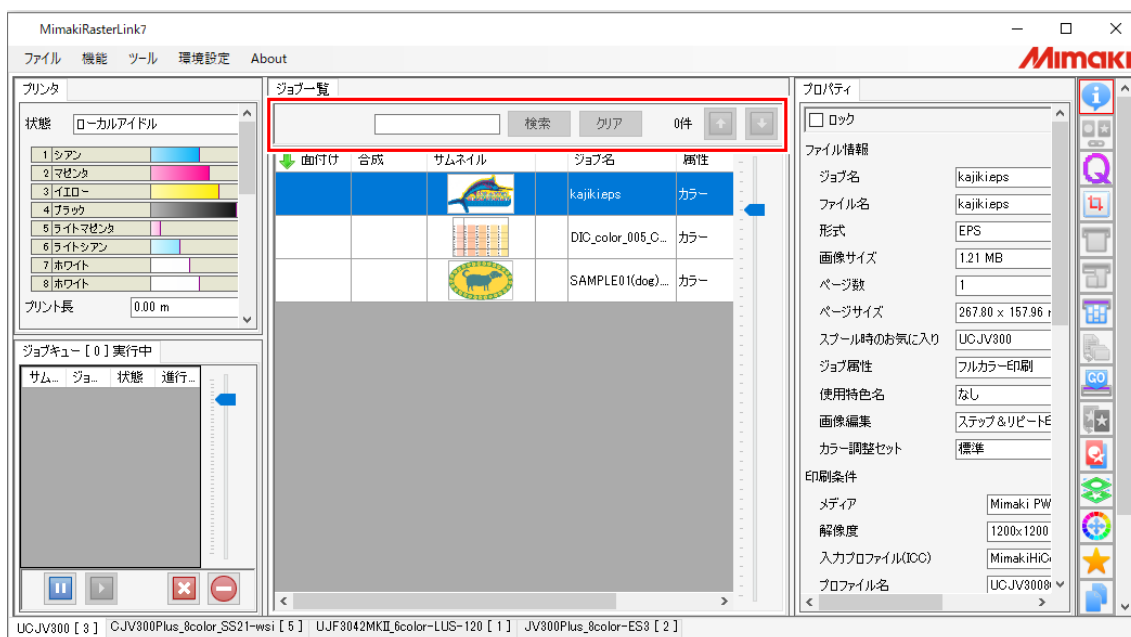 MimakiRasterLink7
ファイル 機能 ツール 環境設定 About
Mimaki
プリンタ
状態 ローカルアイドル
1 シアン
2 マゼンタ
3 イエロー
4 ブラック
5 ライトマゼンタ
6 ライトシアン
7 ホワイト
8 ホワイト
プリント長 0.00 m
ジョブキュー [ 0 ] 実行中
サム... ジョ... 状態 進行...
ジョブ一覧
検索 クリア 0件
面付け 合成 サムネイル ジョブ名 属性
kajiki.eps カラー
DIC_color_005_C... カラー
SAMPLE01(dog).... カラー
プロパティ
ロック
ファイル情報
ジョブ名 kajiki.eps
ファイル名 kajiki.eps
形式 EPS
画像サイズ 1.21 MB
ページ数 1
ページサイズ 267.80 x 157.96
スプール時のお気に入り UCJV300
ジョブ属性 フルカラー印刷
使用特色名 なし
画像編集 ステップ&リピート
カラー調整セット 標準
印刷条件
メディア Mimaki PW
解像度 1200x1200
入力プロファイル(ICC) MimakiHiC
プロファイル名 UCJV3008
Q
GO
UCJV300 [ 3 ] CJV300Plus_8color_SS21-wsi [ 5 ] UJF3042MKII_6color-LUS-120 [ 1 ] JV300Plus_8color-ES3 [ 2 ]